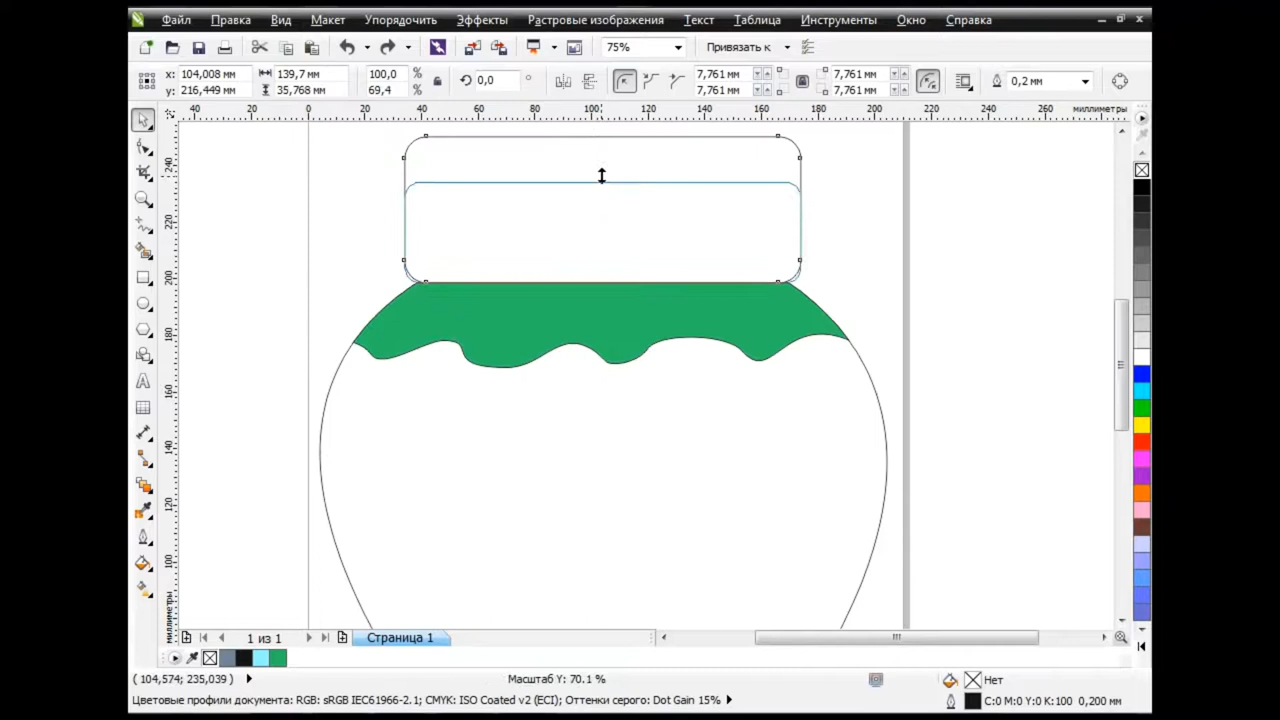 Файл Правка Вид Макет Упорядочить Эффекты Растровые изображения Текст Таблица Инструменты Окно Справка
75% Привязать к
x: 104,008 мм 139,7 мм 100,0 % 0,0 ° 7,761 мм 7,761 мм 0,2 мм
y: 216,449 мм 35,768 мм 69,4 % 7,761 мм 7,761 мм
40 20 0 20 40 60 80 100 120 140 160 180 200 220 240 260 миллиметры
240
220
200
180
160
140
120
100
миллиметры
1 из 1 Страница 1
( 104,574; 235,039) Масштаб Y: 70.1 % Нет
Цветовые профили документа: RGB: sRGB IEC61966-2.1; CMYK: ISO Coated v2 (ECI); Оттенки серого: Dot Gain 15% C:0 M:0 Y:0 K:100 0,200 мм